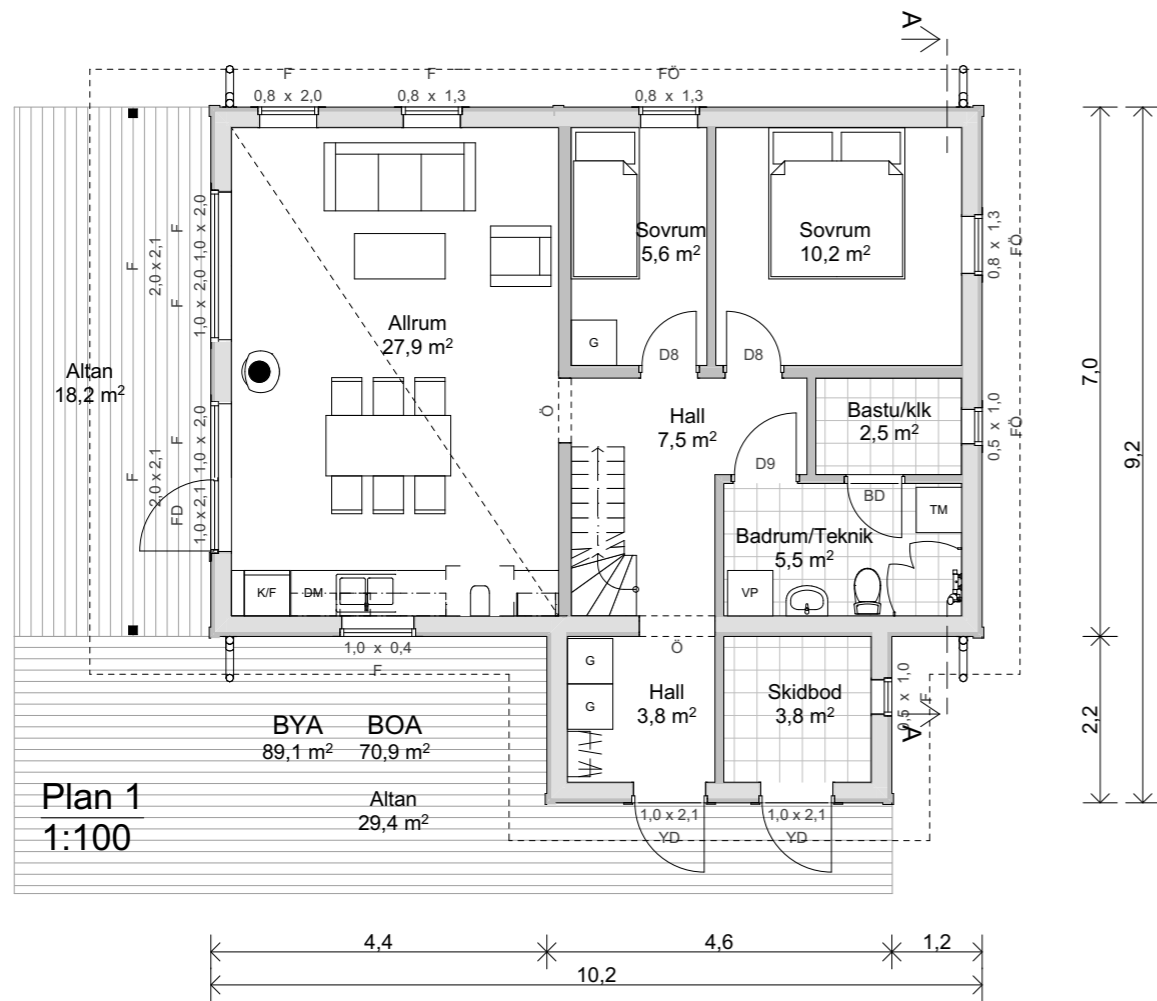 A
F
F
FÖ
0,8 x 2,0
0,8 x 1,3
0,8 x 1,3
1,0 x 2,0 1,0 x 2,0
F
F
2,0 x 2,1
F
Sovrum
5,6 m²
Sovrum
10,2 m²
0,8 x 1,3
FÖ
Allrum
27,9 m²
G
D8
D8
Altan
18,2 m²
7,0
9,2
Ö
Hall
7,5 m²
Bastu/klk
2,5 m²
0,5 x 1,0
FÖ
1,0 x 2,1 1,0 x 2,0
F
FD
2,0 x 2,1
F
D9
BD
TM
Badrum/Teknik
5,5 m²
K/F
DM
VP
1,0 x 0,4
F
Ö
G
G
Hall
3,8 m²
Skidbod
3,8 m²
0,5 x 1,0
F
A
2,2
BYA BOA
89,1 m² 70,9 m²
Plan 1
1:100
Altan
29,4 m²
1,0 x 2,1
YD
1,0 x 2,1
YD
4,4
4,6
1,2
10,2